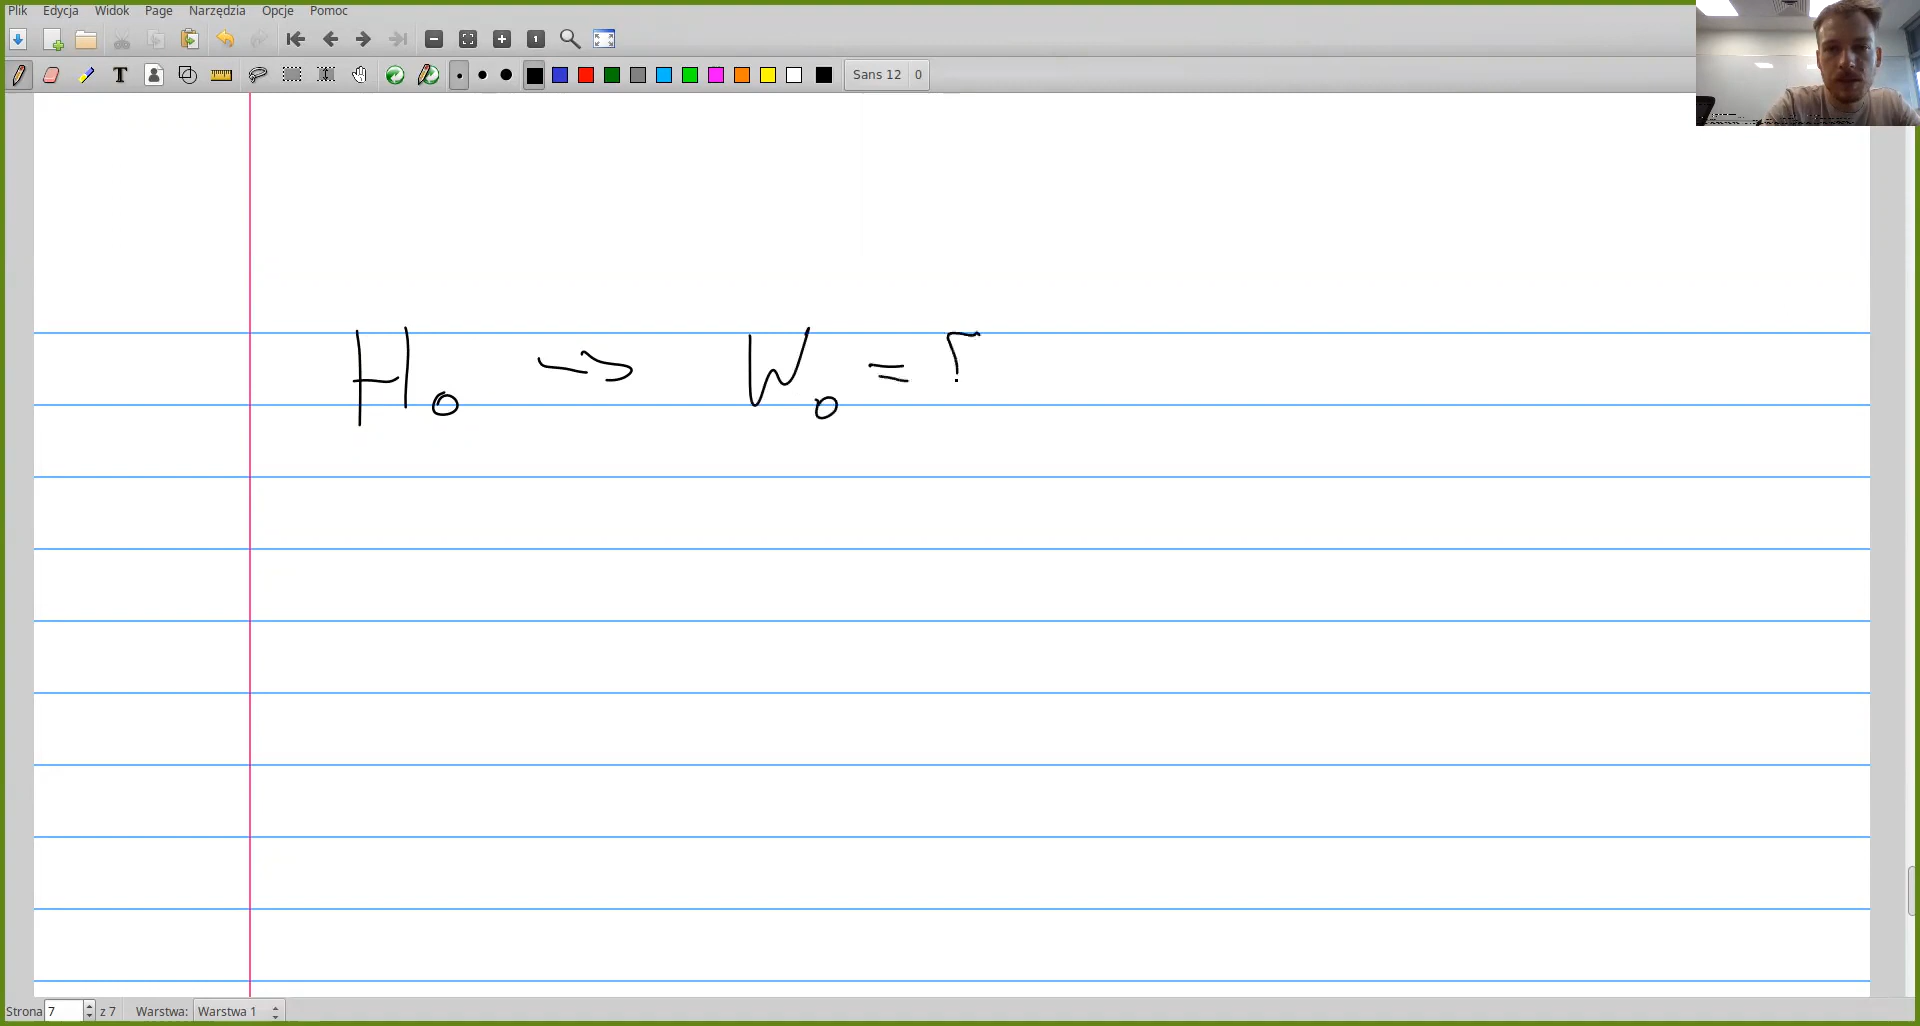 Plik Edycja Widok Page Narzędzia Opcje Pomoc
T Sans 12 0
H₀ → W₀ = ?
Strona 7 z 7 Warstwa: Warstwa 1